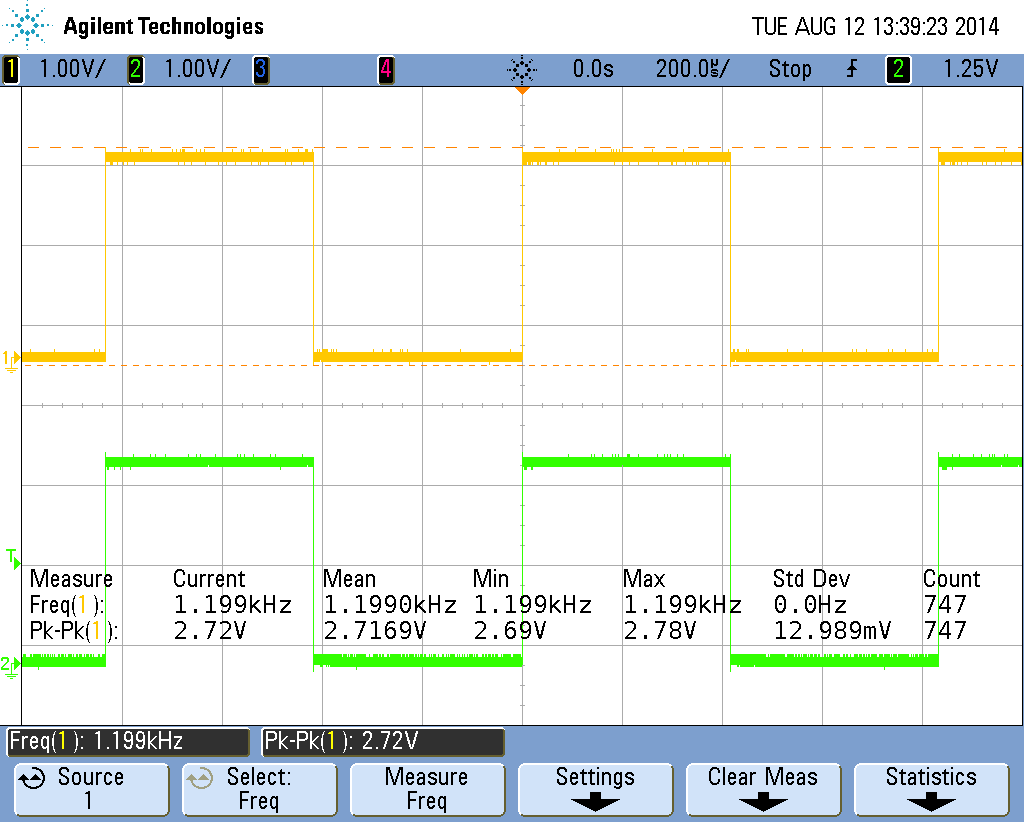 Agilent Technologies TUE AUG 12 13:39:23 2014
1 1.00V/ 2 1.00V/ 3 4 0.0s 200.0㎲/ Stop 2 1.25V
1
T
Measure Current Mean Min Max Std Dev Count
Freq(1): 1.199kHz 1.1990kHz 1.199kHz 1.199kHz 0.0Hz 747
Pk-Pk(1): 2.72V 2.7169V 2.69V 2.78V 12.989mV 747
2
Freq(1): 1.199kHz Pk-Pk(1): 2.72V
Source Select: Measure Settings Clear Meas Statistics
1 Freq Freq